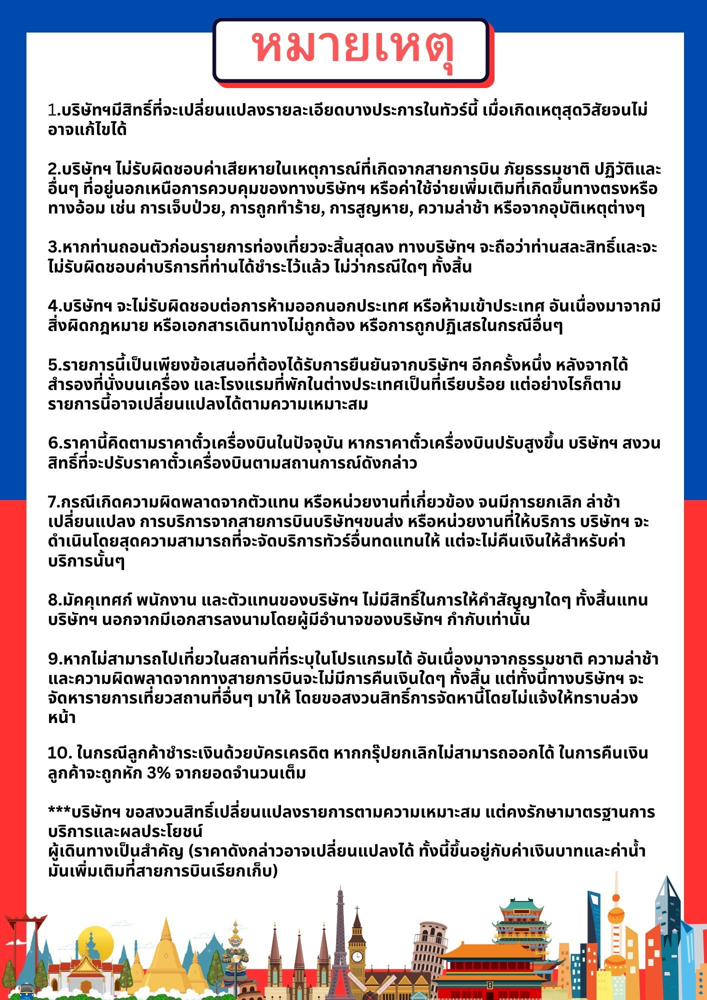 หมายเหตุ
1.บริษัทฯมีสิทธิ์ที่จะเปลี่ยนแปลงรายละเอียดบางประการในทัวร์นี้ เมื่อเกิดเหตุสุดวิสัยจนไม่
อาจแก้ไขได้
2.บริษัทฯ ไม่รับผิดชอบค่าเสียหายในเหตุการณ์ที่เกิดจากสายการบิน ภัยธรรมชาติ ปฏิวัติและ
อื่นๆ ที่อยู่นอกเหนือการควบคุมของทางบริษัทฯ หรือค่าใช้จ่ายเพิ่มเติมที่เกิดขึ้นทางตรงหรือ
ทางอ้อม เช่น การเจ็บป่วย, การถูกทำร้าย, การสูญหาย, ความล่าช้า หรือจากอุบัติเหตุต่างๆ
3.หากท่านถอนตัวก่อนรายการท่องเที่ยวจะสิ้นสุดลง ทางบริษัทฯ จะถือว่าท่านสละสิทธิ์และจะ
ไม่รับผิดชอบค่าบริการที่ท่านได้ชำระไว้แล้ว ไม่ว่ากรณีใดๆ ทั้งสิ้น
4.บริษัทฯ จะไม่รับผิดชอบต่อการห้ามออกนอกประเทศ หรือห้ามเข้าประเทศ อันเนื่องมาจากมี
สิ่งผิดกฎหมาย หรือเอกสารเดินทางไม่ถูกต้อง หรือการถูกปฏิเสธในกรณีอื่นๆ
5.รายการนี้เป็นเพียงข้อเสนอที่ต้องได้รับการยืนยันจากบริษัทฯ อีกครั้งหนึ่ง หลังจากได้
สำรองที่นั่งบนเครื่อง และโรงแรมที่พักในต่างประเทศเป็นที่เรียบร้อย แต่อย่างไรก็ตาม
รายการนี้อาจเปลี่ยนแปลงได้ตามความเหมาะสม
6.ราคานี้คิดตามราคาตั๋วเครื่องบินในปัจจุบัน หากราคาตั๋วเครื่องบินปรับสูงขึ้น บริษัทฯ สงวน
สิทธิ์ที่จะปรับราคาตั๋วเครื่องบินตามสถานการณ์ดังกล่าว
7.กรณีเกิดความผิดพลาดจากตัวแทน หรือหน่วยงานที่เกี่ยวข้อง จนมีการยกเลิก ล่าช้า
เปลี่ยนแปลง การบริการจากสายการบินบริษัทฯขนส่ง หรือหน่วยงานที่ให้บริการ บริษัทฯ จะ
ดำเนินโดยสุดความสามารถที่จะจัดบริการทัวร์อื่นทดแทนให้ แต่จะไม่คืนเงินให้สำหรับค่า
บริการนั้นๆ
8.มัคคุเทศก์ พนักงาน และตัวแทนของบริษัทฯ ไม่มีสิทธิ์ในการให้คำสัญญาใดๆ ทั้งสิ้นแทน
บริษัทฯ นอกจากมีเอกสารลงนามโดยผู้มีอำนาจของบริษัทฯ กำกับเท่านั้น
9.หากไม่สามารถไปเที่ยวในสถานที่ที่ระบุในโปรแกรมได้ อันเนื่องมาจากธรรมชาติ ความล่าช้า
และความผิดพลาดจากทางสายการบินจะไม่มีการคืนเงินใดๆ ทั้งสิ้น แต่ทั้งนี้ทางบริษัทฯ จะ
จัดหารายการเที่ยวสถานที่อื่นๆ มาให้ โดยขอสงวนสิทธิ์การจัดหานี้โดยไม่แจ้งให้ทราบล่วง
หน้า
10. ในกรณีลูกค้าชำระเงินด้วยบัครเครดิต หากกรุ๊ปยกเลิกไม่สามารถออกได้ ในการคืนเงิน
ลูกค้าจะถูกหัก 3% จากยอดจำนวนเต็ม
***บริษัทฯ ขอสงวนสิทธิ์เปลี่ยนแปลงรายการตามความเหมาะสม แต่คงรักษามาตรฐานการ
บริการและผลประโยชน์
ผู้เดินทางเป็นสำคัญ (ราคาดังกล่าวอาจเปลี่ยนแปลงได้ ทั้งนี้ขึ้นอยู่กับค่าเงินบาทและค่าน้ำ
มันเพิ่มเติมที่สายการบินเรียกเก็บ)